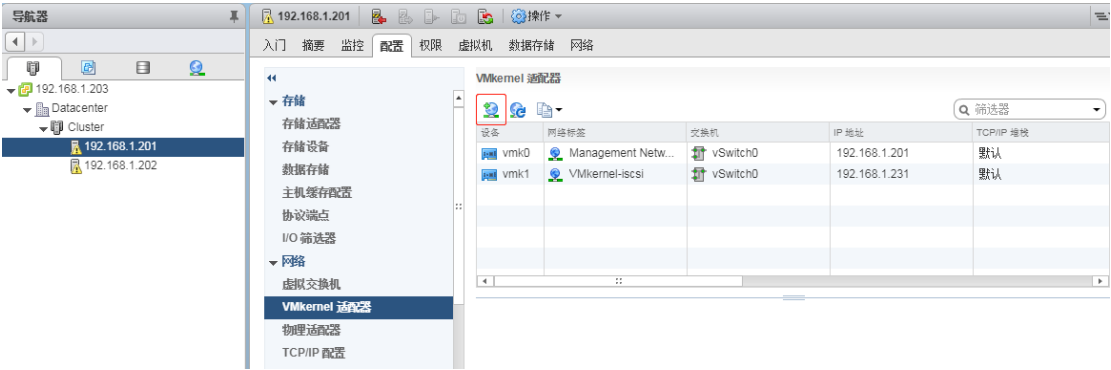 导航器
192.168.1.203
Datacenter
Cluster
192.168.1.201
192.168.1.202
192.168.1.201 操作
入门 摘要 监控 配置 权限 虚拟机 数据存储 网络
存储
存储适配器
存储设备
数据存储
主机缓存配置
协议端点
I/O 筛选器
网络
虚拟交换机
VMkernel 适配器
物理适配器
TCP/IP 配置
VMkernel 适配器
筛选器
设备 网络标签 交换机 IP 地址 TCP/IP 堆栈
vmk0 Management Netw... vSwitch0 192.168.1.201 默认
vmk1 VMkernel-iscsi vSwitch0 192.168.1.231 默认